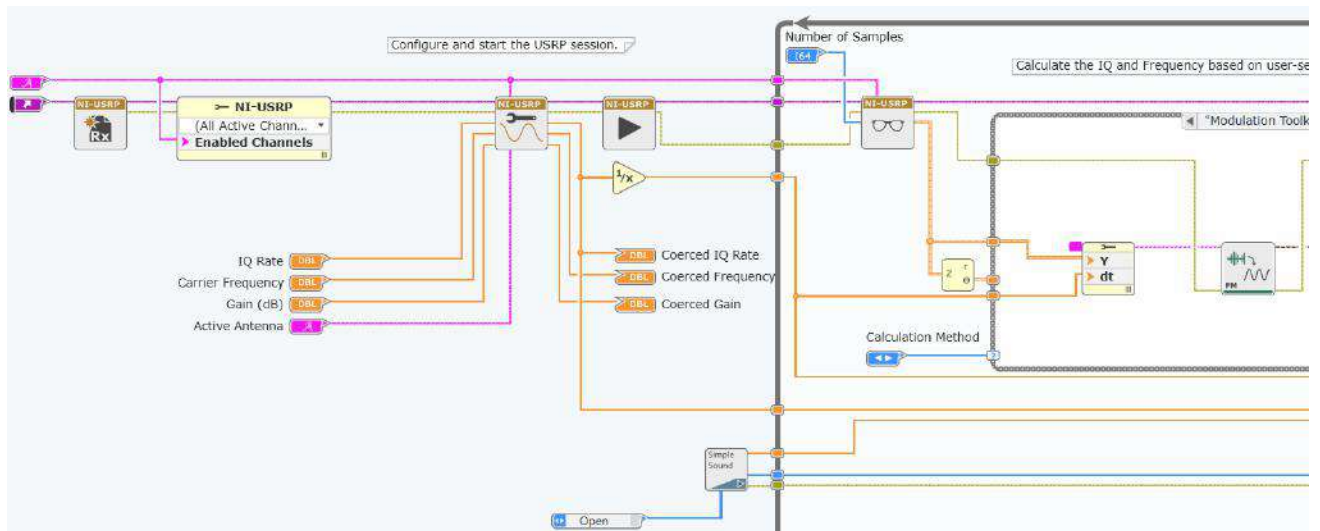 Configure and start the USRP session.
Number of Samples
I64
Calculate the IQ and Frequency based on user-se
NI-USRP
Rx
NI-USRP
(All Active Chann...
Enabled Channels
NI-USRP
NI-USRP
NI-USRP
"Modulation Toolk
1/x
IQ Rate
DBL
Carrier Frequency
DBL
Gain (dB)
DBL
Active Antenna
DBL
Coerced IQ Rate
DBL
Coerced Frequency
DBL
Coerced Gain
z
r
θ
Y
dt
FM
Calculation Method
?
Simple
Sound
Open